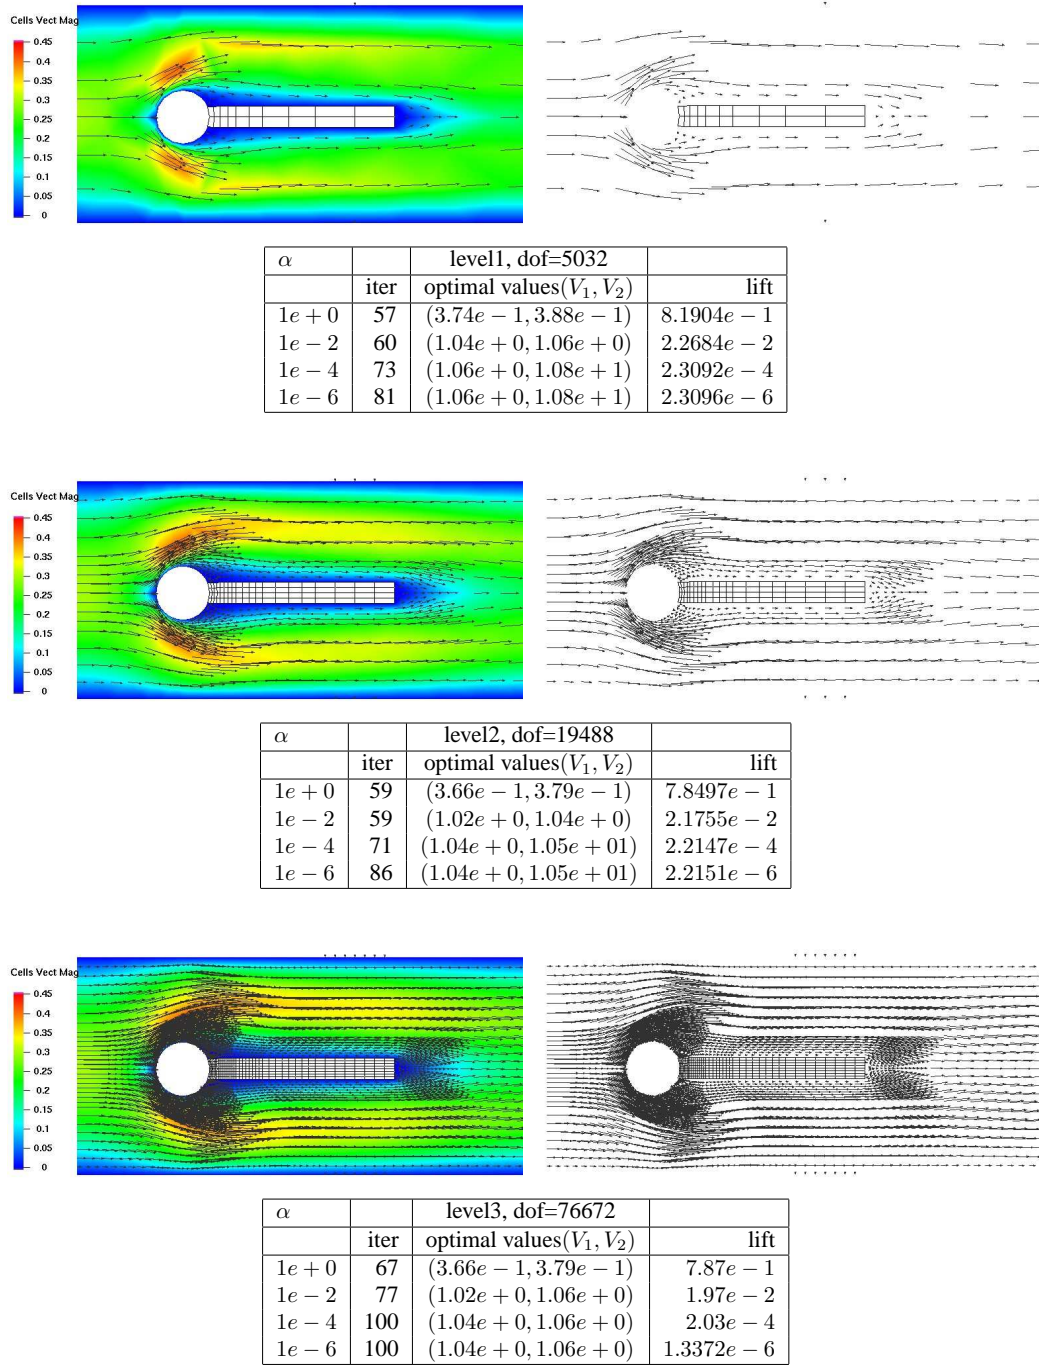 Cells Vect Mag
0.45
0.4
0.35
0.3
0.25
0.2
0.15
0.1
0.05
0
α level1, dof=5032
iter optimal values(V₁, V₂) lift
1e + 0 57 (3.74e − 1, 3.88e − 1) 8.1904e − 1
1e − 2 60 (1.04e + 0, 1.06e + 0) 2.2684e − 2
1e − 4 73 (1.06e + 0, 1.08e + 1) 2.3092e − 4
1e − 6 81 (1.06e + 0, 1.08e + 1) 2.3096e − 6
Cells Vect Mag
0.45
0.4
0.35
0.3
0.25
0.2
0.15
0.1
0.05
0
α level2, dof=19488
iter optimal values(V₁, V₂) lift
1e + 0 59 (3.66e − 1, 3.79e − 1) 7.8497e − 1
1e − 2 59 (1.02e + 0, 1.04e + 0) 2.1755e − 2
1e − 4 71 (1.04e + 0, 1.05e + 01) 2.2147e − 4
1e − 6 86 (1.04e + 0, 1.05e + 01) 2.2151e − 6
Cells Vect Mag
0.45
0.4
0.35
0.3
0.25
0.2
0.15
0.1
0.05
0
α level3, dof=76672
iter optimal values(V₁, V₂) lift
1e + 0 67 (3.66e − 1, 3.79e − 1) 7.87e − 1
1e − 2 77 (1.02e + 0, 1.06e + 0) 1.97e − 2
1e − 4 100 (1.04e + 0, 1.06e + 0) 2.03e − 4
1e − 6 100 (1.04e + 0, 1.06e + 0) 1.3372e − 6